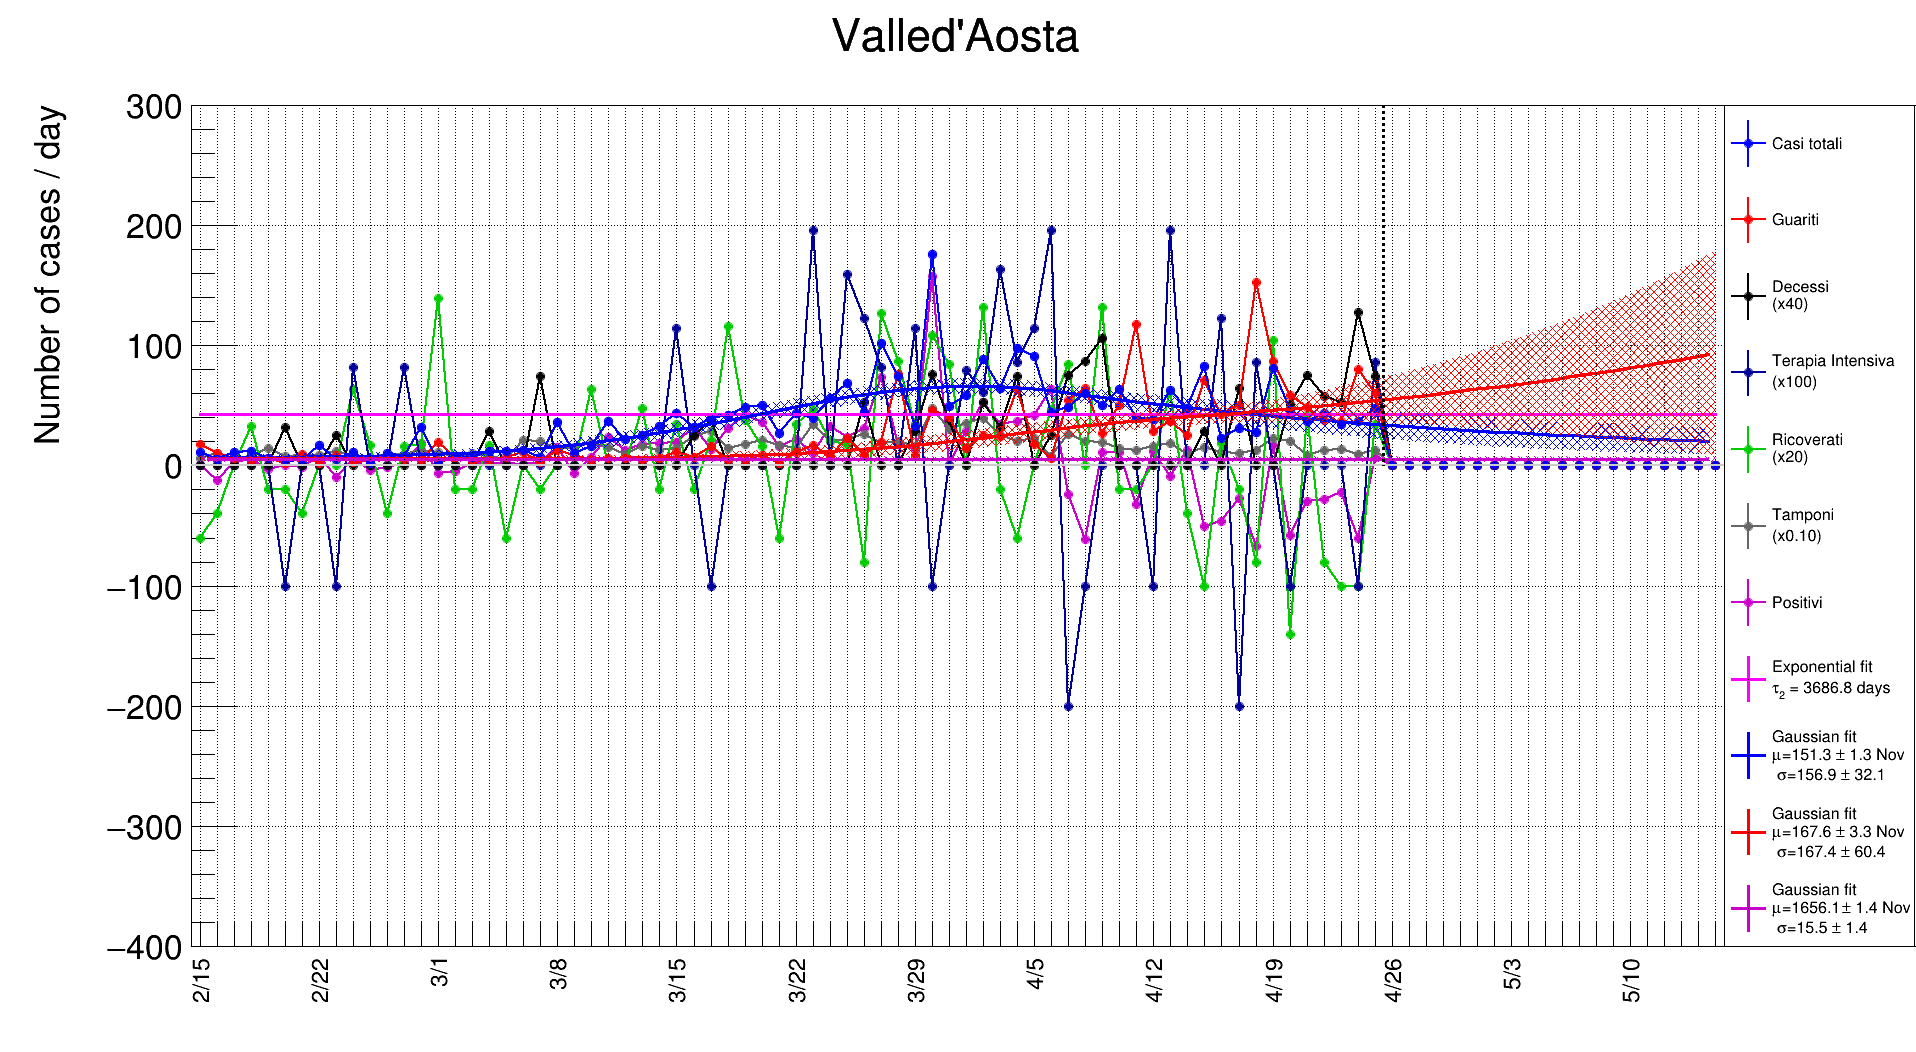 Valled'Aosta
Number of cases / day
300
200
100
0
−100
−200
−300
−400
2/15
2/22
3/1
3/8
3/15
3/22
3/29
4/5
4/12
4/19
4/26
5/3
5/10
Casi totali
Guariti
Decessi
(x40)
Terapia Intensiva
(x100)
Ricoverati
(x20)
Tamponi
(x0.10)
Positivi
Exponential fit
τ2 = 3686.8 days
Gaussian fit
μ=151.3 ± 1.3 Nov
σ=156.9 ± 32.1
Gaussian fit
μ=167.6 ± 3.3 Nov
σ=167.4 ± 60.4
Gaussian fit
μ=1656.1 ± 1.4 Nov
σ=15.5 ± 1.4